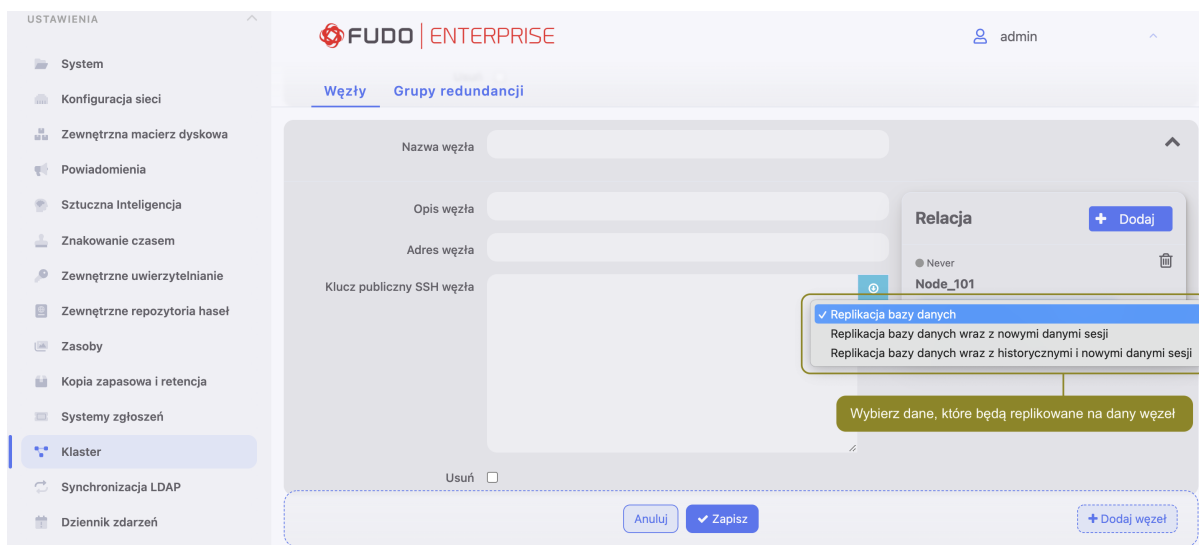 USTAWIENIA
System
Konfiguracja sieci
Zewnętrzna macierz dyskowa
Powiadomienia
Sztuczna Inteligencja
Znakowanie czasem
Zewnętrzne uwierzytelnianie
Zewnętrzne repozytoria haseł
Zasoby
Kopia zapasowa i retencja
Systemy zgłoszeń
Klaster
Synchronizacja LDAP
Dziennik zdarzeń
FUDO ENTERPRISE
admin
Węzły
Grupy redundancji
Nazwa węzła
Opis węzła
Adres węzła
Klucz publiczny SSH węzła
Relacja
Dodaj
Never
Node_101
Replikacja bazy danych
Replikacja bazy danych wraz z nowymi danymi sesji
Replikacja bazy danych wraz z historycznymi i nowymi danymi sesji
Wybierz dane, które będą replikowane na dany węzeł
Usuń
Anuluj
Zapisz
Dodaj węzeł